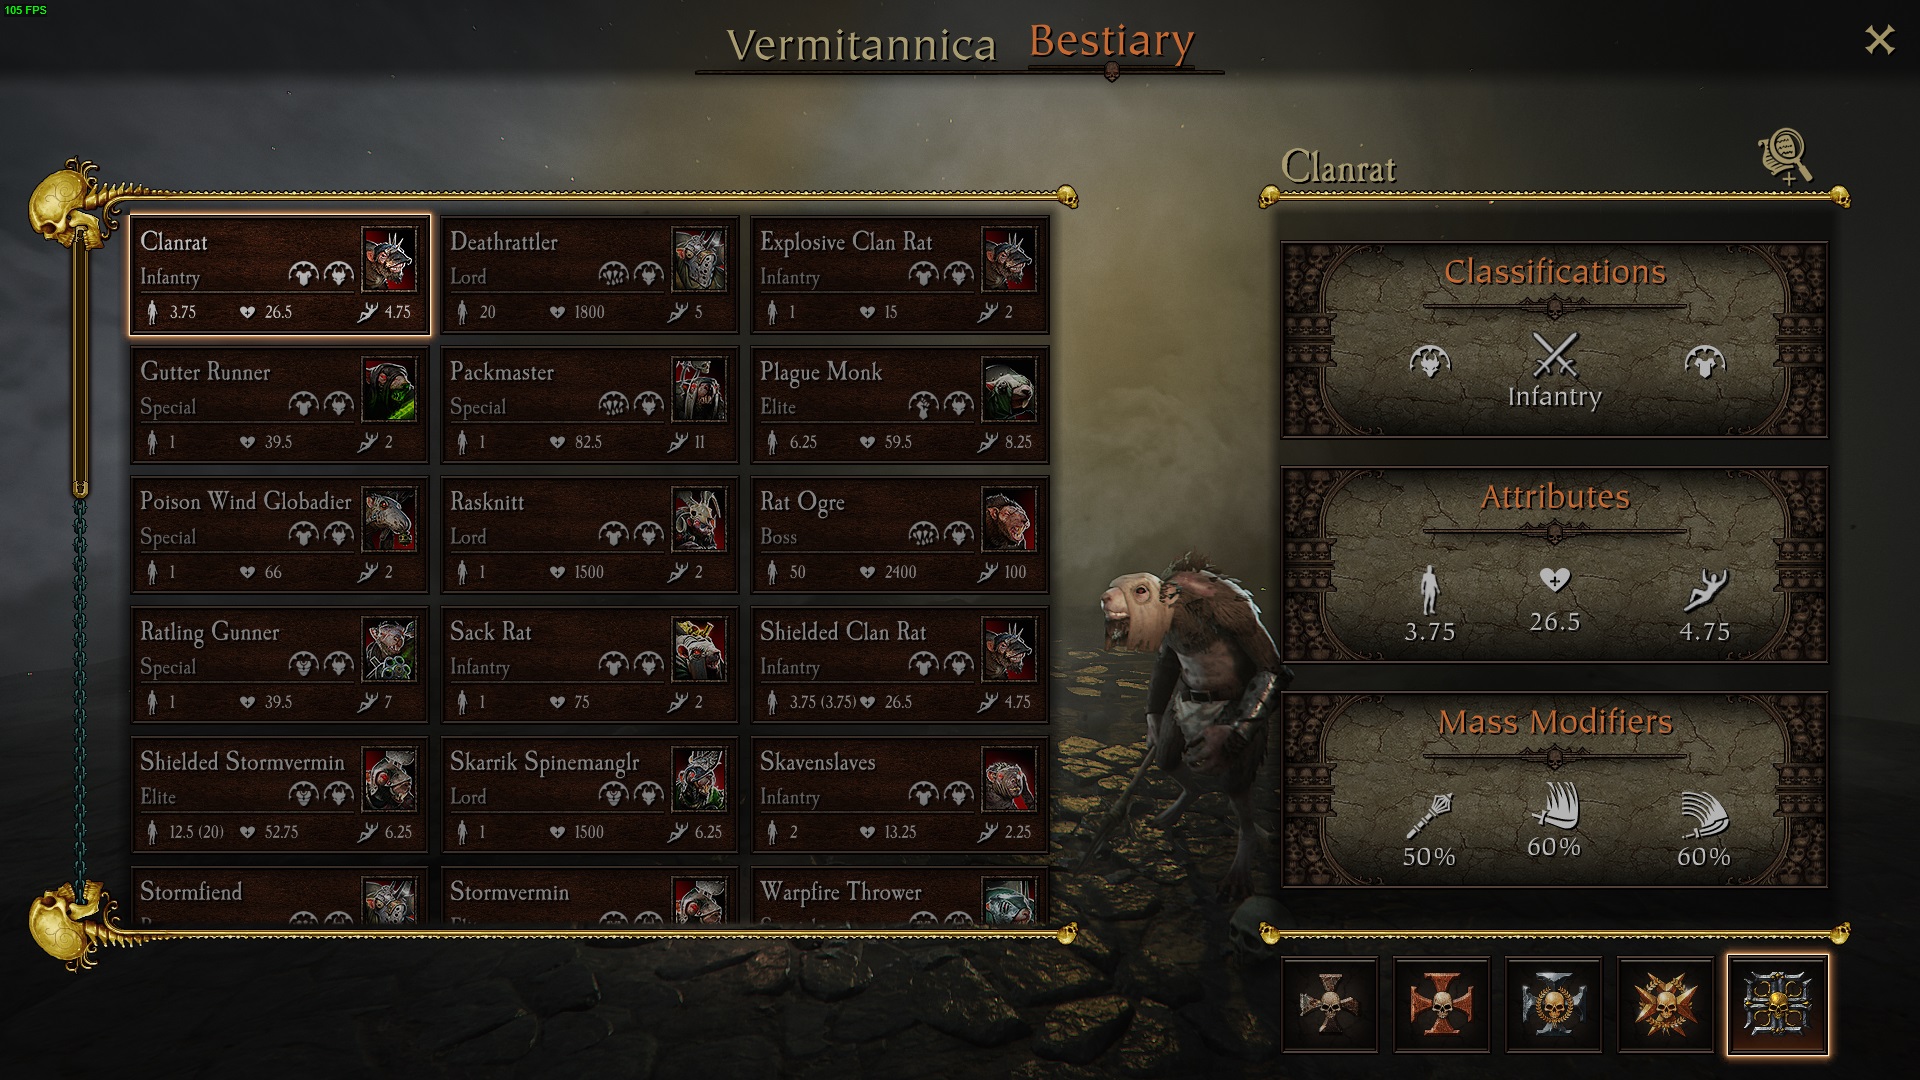 105 FPS
Vermitannica Bestiary
Clanrat
Infantry
3.75 26.5 4.75
Deathrattler
Lord
20 1800 5
Explosive Clan Rat
Infantry
1 15 2
Gutter Runner
Special
1 39.5 2
Packmaster
Special
1 82.5 11
Plague Monk
Elite
6.25 59.5 8.25
Poison Wind Globadier
Special
1 66 2
Rasknitt
Lord
1 1500 2
Rat Ogre
Boss
50 2400 100
Ratling Gunner
Special
1 39.5 7
Sack Rat
Infantry
1 75 2
Shielded Clan Rat
Infantry
3.75 (3.75) 26.5 4.75
Shielded Stormvermin
Elite
12.5 (20) 52.75 6.25
Skarrik Spinemanglr
Lord
1 1500 6.25
Skavenslaves
Infantry
2 13.25 2.25
Stormfiend
Stormvermin
Warpfire Thrower
Clanrat
Classifications
Infantry
Attributes
3.75 26.5 4.75
Mass Modifiers
50% 60% 60%